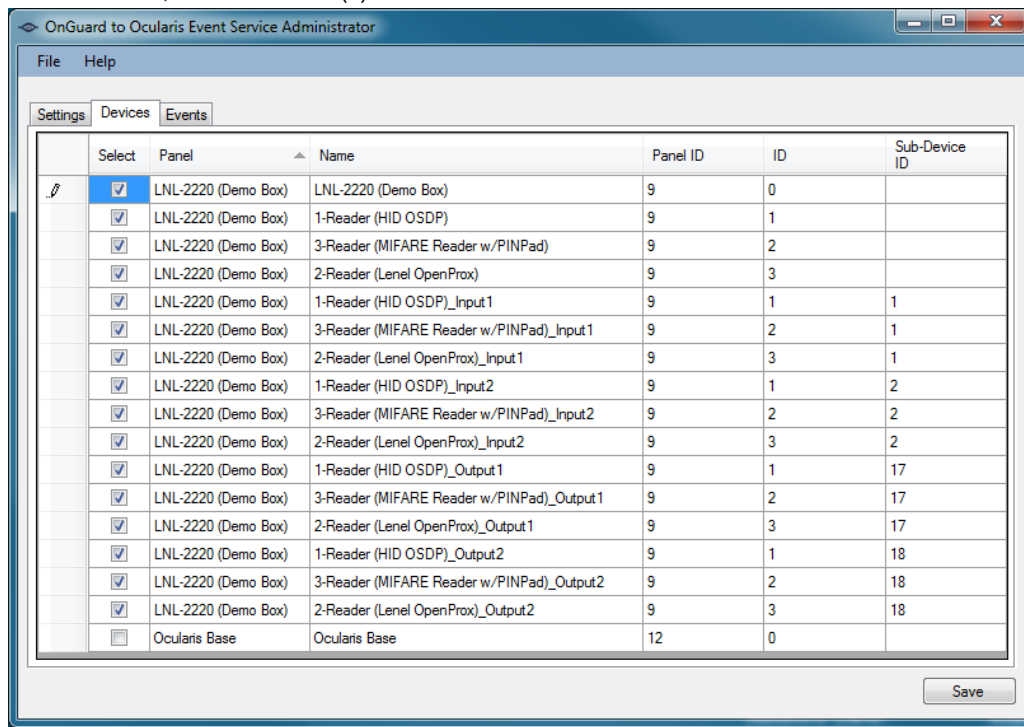 OnGuard to Ocularis Event Service Administrator
File Help
Settings Devices Events
Select Panel Name Panel ID ID Sub-Device ID
LNL-2220 (Demo Box) LNL-2220 (Demo Box) 9 0
LNL-2220 (Demo Box) 1-Reader (HID OSDP) 9 1
LNL-2220 (Demo Box) 3-Reader (MIFARE Reader w/PINPad) 9 2
LNL-2220 (Demo Box) 2-Reader (Lenel OpenProx) 9 3
LNL-2220 (Demo Box) 1-Reader (HID OSDP)_Input1 9 1 1
LNL-2220 (Demo Box) 3-Reader (MIFARE Reader w/PINPad)_Input1 9 2 1
LNL-2220 (Demo Box) 2-Reader (Lenel OpenProx)_Input1 9 3 1
LNL-2220 (Demo Box) 1-Reader (HID OSDP)_Input2 9 1 2
LNL-2220 (Demo Box) 3-Reader (MIFARE Reader w/PINPad)_Input2 9 2 2
LNL-2220 (Demo Box) 2-Reader (Lenel OpenProx)_Input2 9 3 2
LNL-2220 (Demo Box) 1-Reader (HID OSDP)_Output1 9 1 17
LNL-2220 (Demo Box) 3-Reader (MIFARE Reader w/PINPad)_Output1 9 2 17
LNL-2220 (Demo Box) 2-Reader (Lenel OpenProx)_Output1 9 3 17
LNL-2220 (Demo Box) 1-Reader (HID OSDP)_Output2 9 1 18
LNL-2220 (Demo Box) 3-Reader (MIFARE Reader w/PINPad)_Output2 9 2 18
LNL-2220 (Demo Box) 2-Reader (Lenel OpenProx)_Output2 9 3 18
Ocularis Base Ocularis Base 12 0
Save